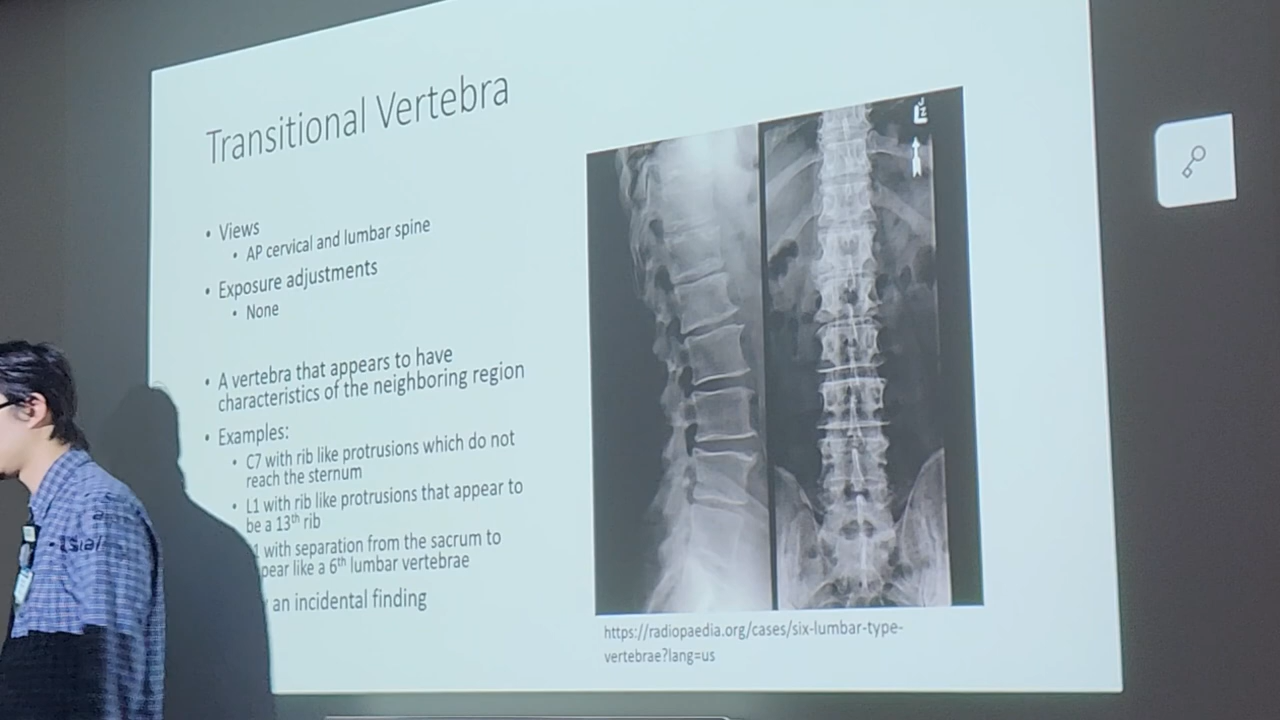 Transitional Vertebra
• Views
• AP cervical and lumbar spine
• Exposure adjustments
• None
• A vertebra that appears to have
characteristics of the neighboring region
• Examples:
• C7 with rib like protrusions which do not
reach the sternum
• L1 with rib like protrusions that appear to
be a 13th rib
with separation from the sacrum to
like a 6th lumbar vertebrae
an incidental finding
https://radiopaedia.org/cases/six-lumbar-type-
vertebrae?lang=us